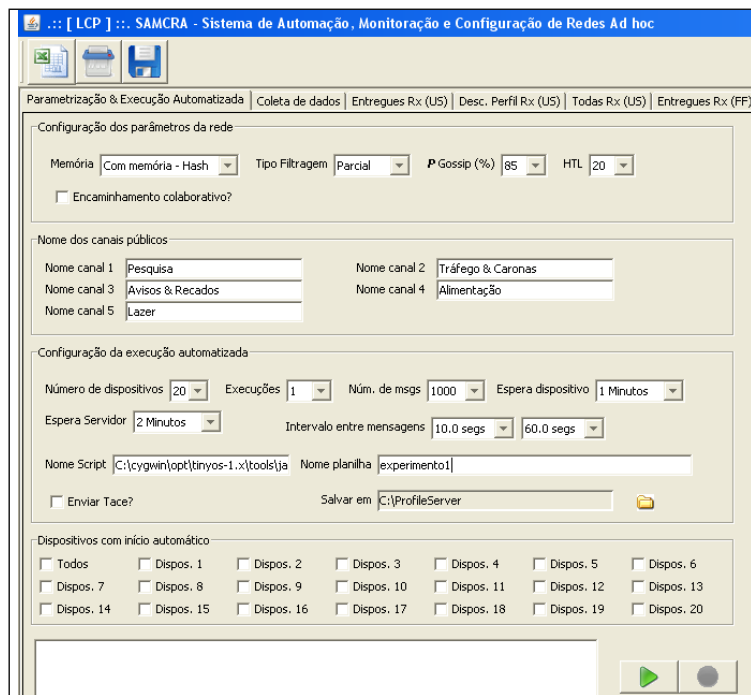 .:: [ LCP ] ::. SAMCRA - Sistema de Automação, Monitoração e Configuração de Redes Ad hoc
Parametrização & Execução Automatizada Coleta de dados Entregues Rx (US) Desc. Perfil Rx (US) Todas Rx (US) Entregues Rx (FF)
Configuração dos parâmetros da rede
Memória Com memória - Hash Tipo Filtragem Parcial P Gossip (%) 85 HTL 20
Encaminhamento colaborativo?
Nome dos canais públicos
Nome canal 1 Pesquisa Nome canal 2 Tráfego & Caronas
Nome canal 3 Avisos & Recados Nome canal 4 Alimentação
Nome canal 5 Lazer
Configuração da execução automatizada
Número de dispositivos 20 Execuções 1 Núm. de msgs 1000 Espera dispositivo 1 Minutos
Espera Servidor 2 Minutos Intervalo entre mensagens 10.0 segs 60.0 segs
Nome Script C:\cygwin\opt\tinyos-1.x\tools\ja Nome planilha experimento1
Enviar Tace? Salvar em C:\ProfileServer
Dispositivos com início automático
Todos Dispos. 1 Dispos. 2 Dispos. 3 Dispos. 4 Dispos. 5 Dispos. 6
Dispos. 7 Dispos. 8 Dispos. 9 Dispos. 10 Dispos. 11 Dispos. 12 Dispos. 13
Dispos. 14 Dispos. 15 Dispos. 16 Dispos. 17 Dispos. 18 Dispos. 19 Dispos. 20